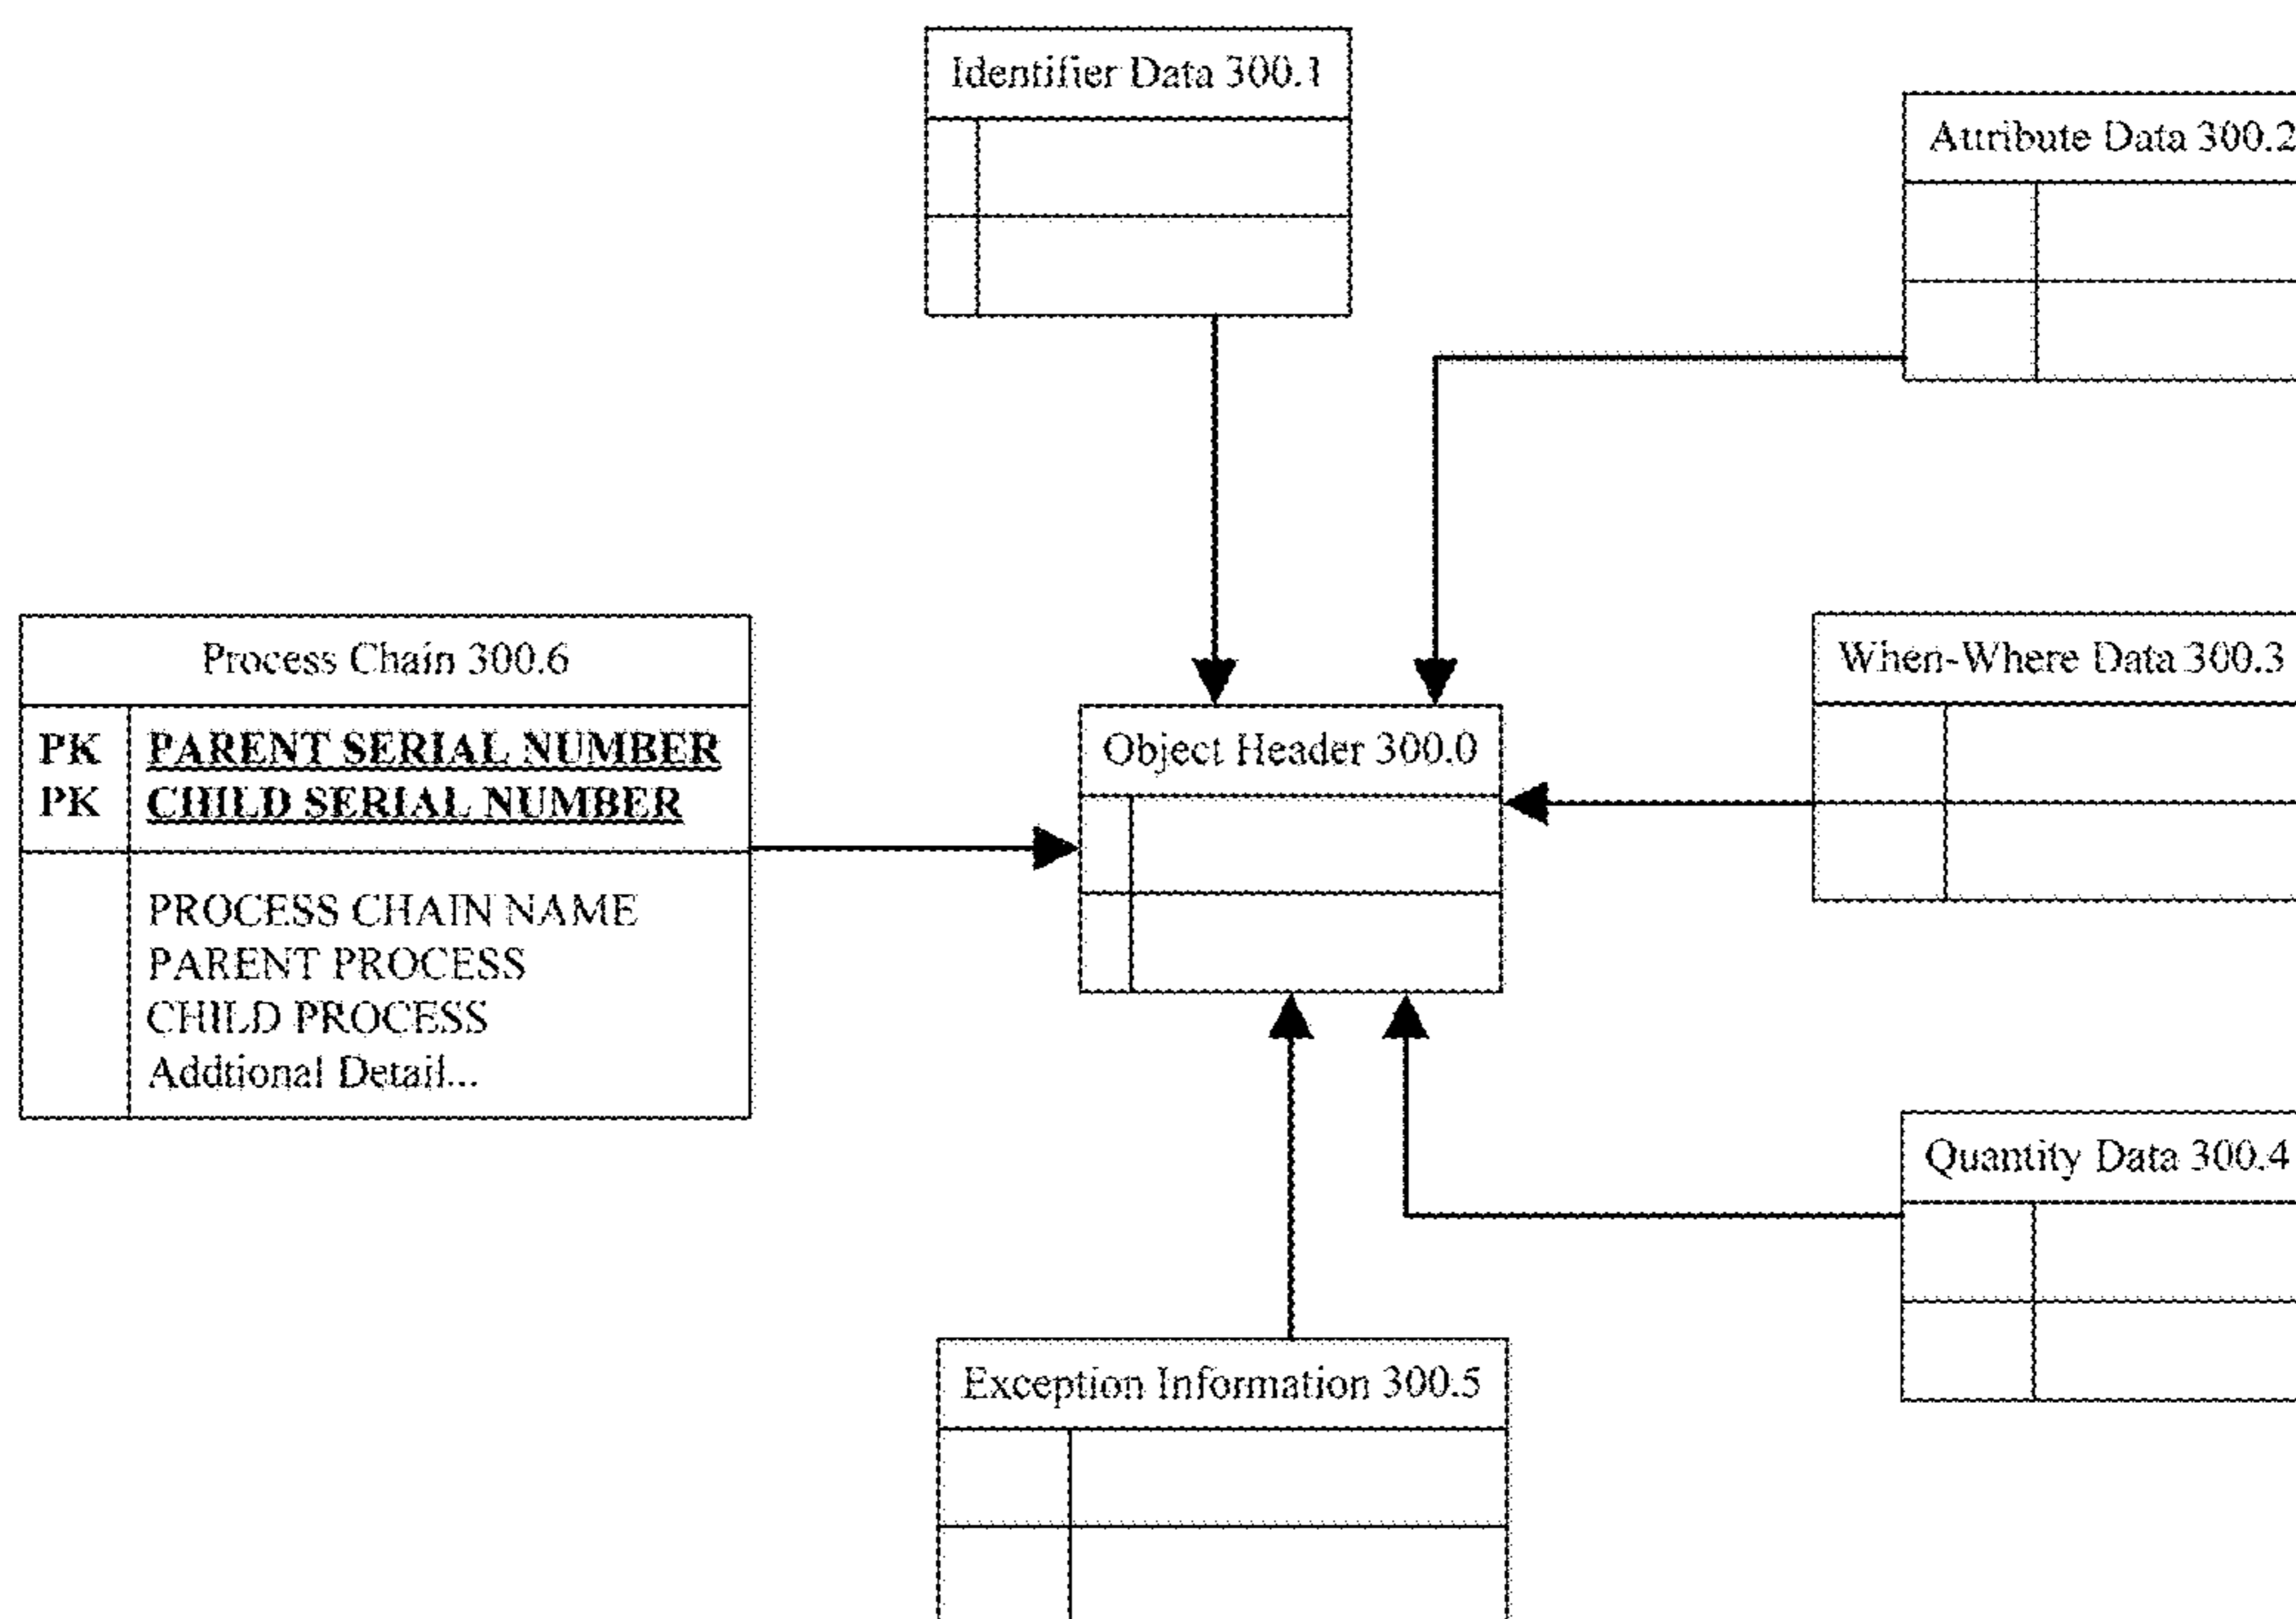 Identifier Data 300.1
Attribute Data 300.2
Process Chain 300.6
PK PARENT SERIAL NUMBER
PK CHILD SERIAL NUMBER
PROCESS CHAIN NAME
PARENT PROCESS
CHILD PROCESS
Addtional Detail...
Object Header 300.0
When-Where Data 300.3
Quantity Data 300.4
Exception Information 300.5